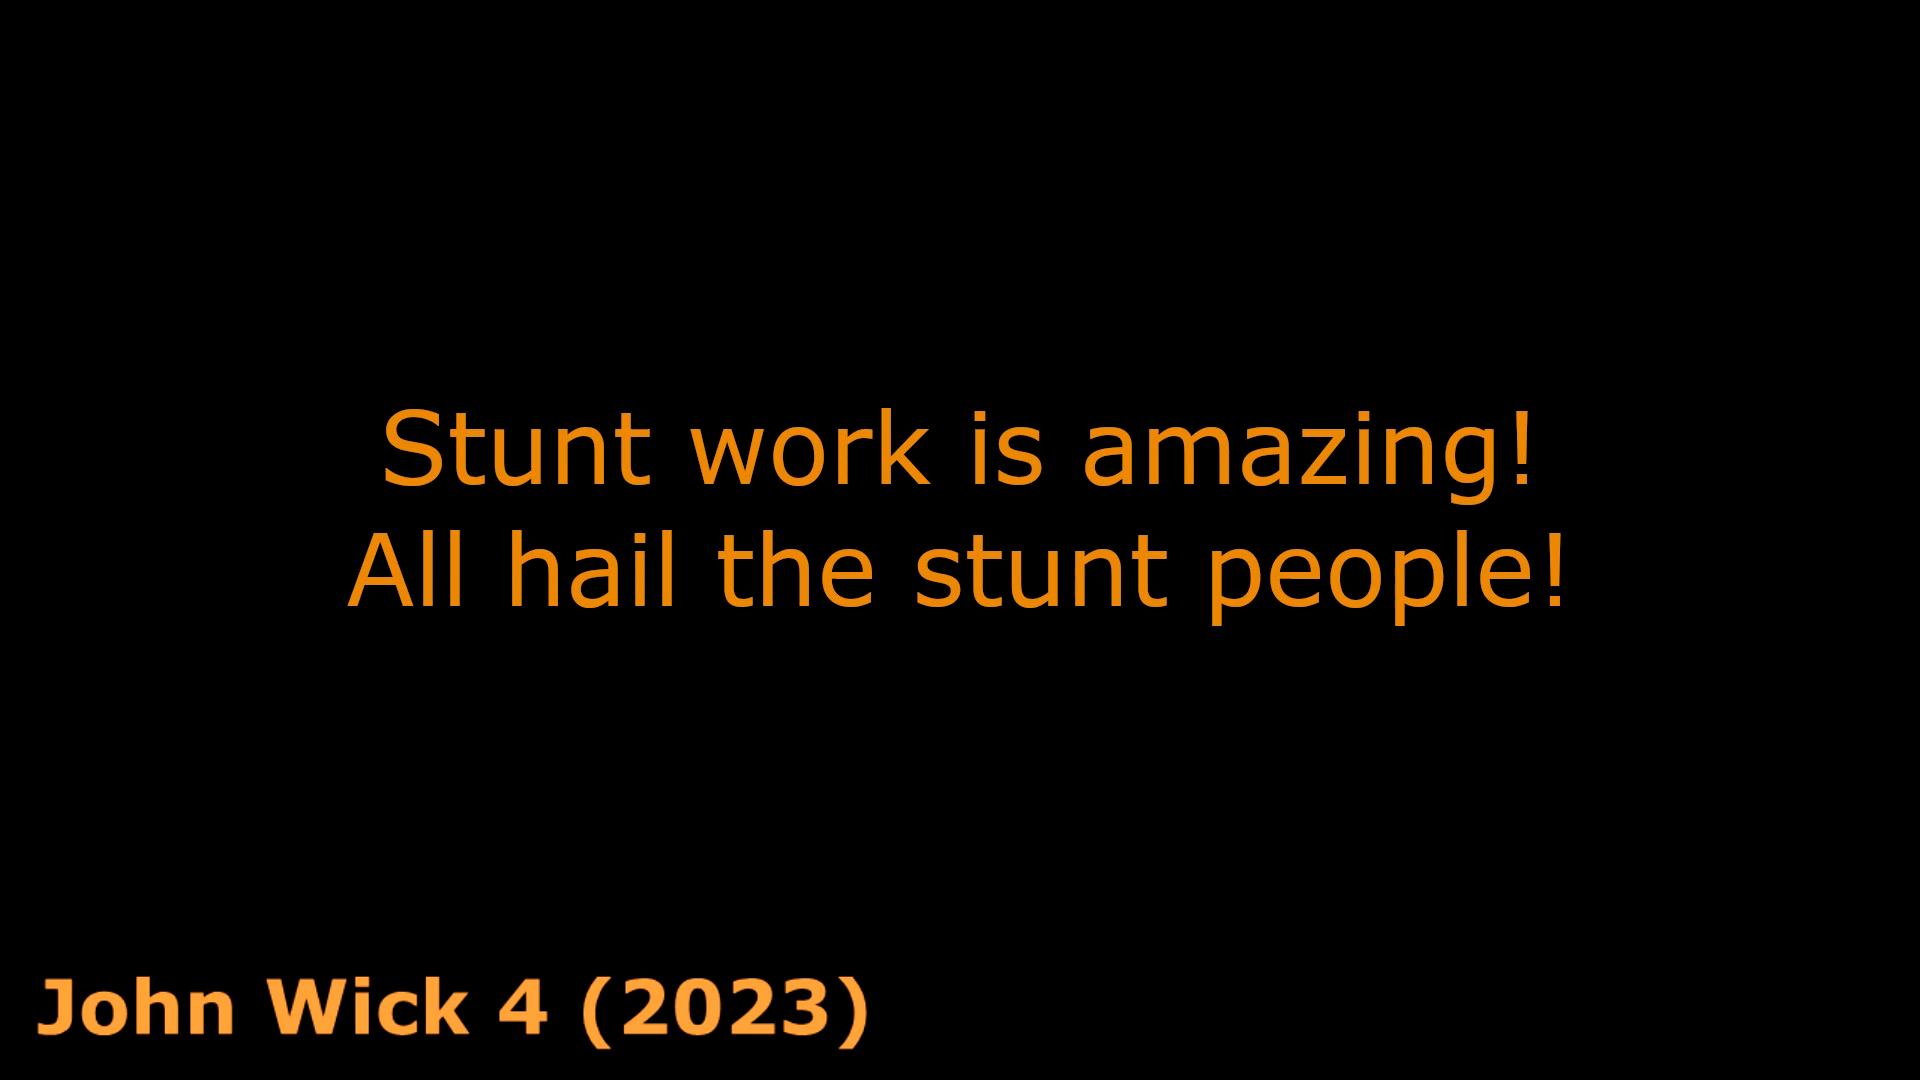 Stunt work is amazing!
All hail the stunt people!
John Wick 4 (2023)